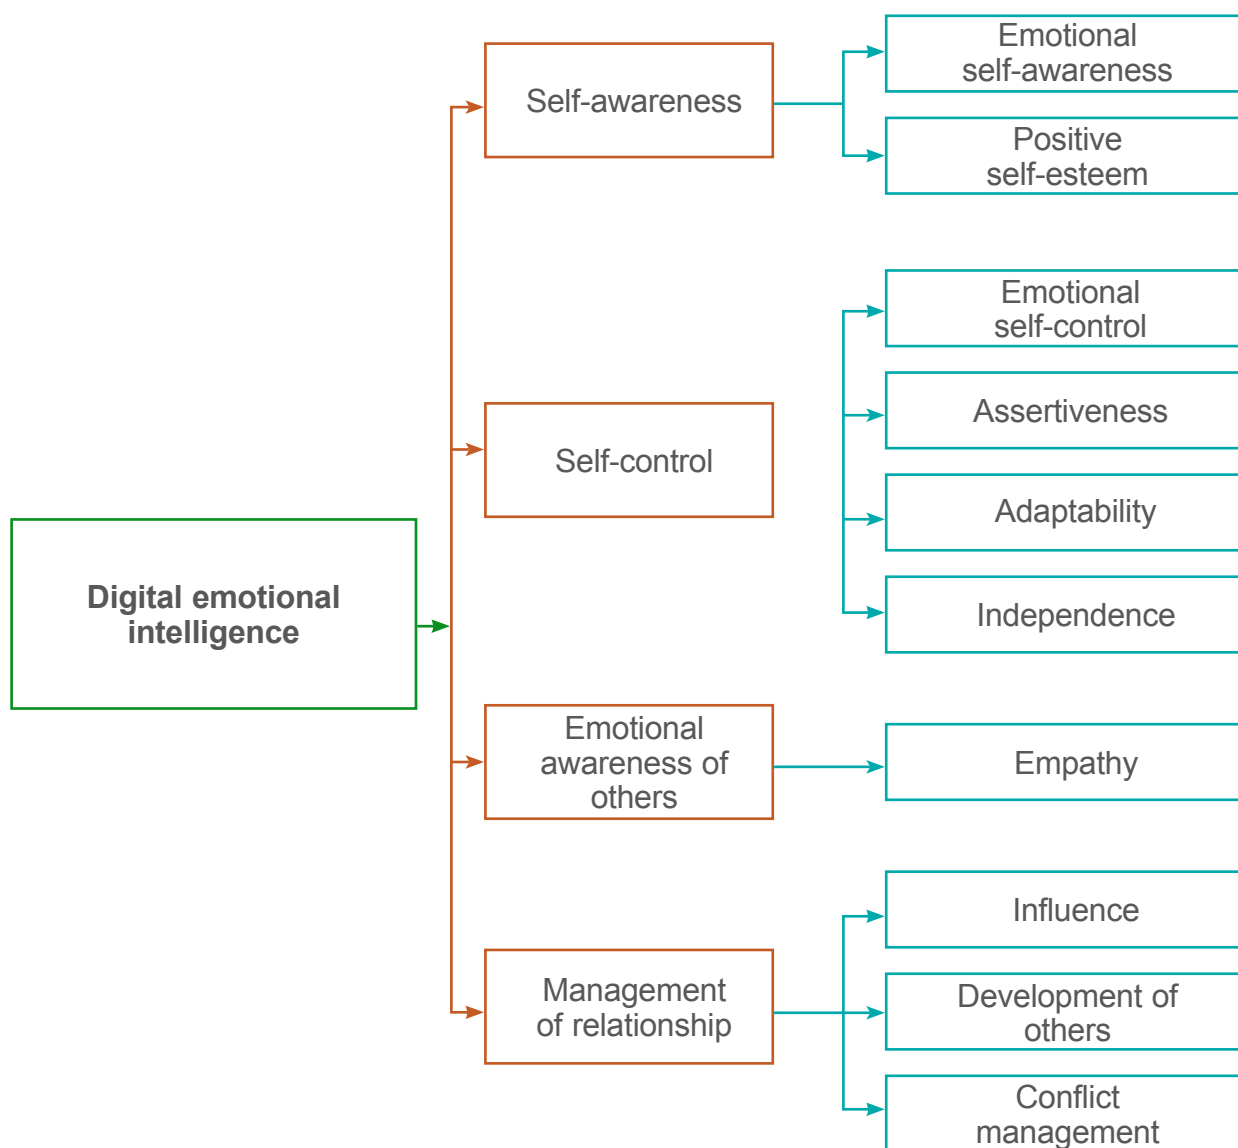 Digital emotional
intelligence
Self-awareness
Emotional
self-awareness
Positive
self-esteem
Self-control
Emotional
self-control
Assertiveness
Adaptability
Independence
Emotional
awareness of
others
Empathy
Management
of relationship
Influence
Development of
others
Conflict
management